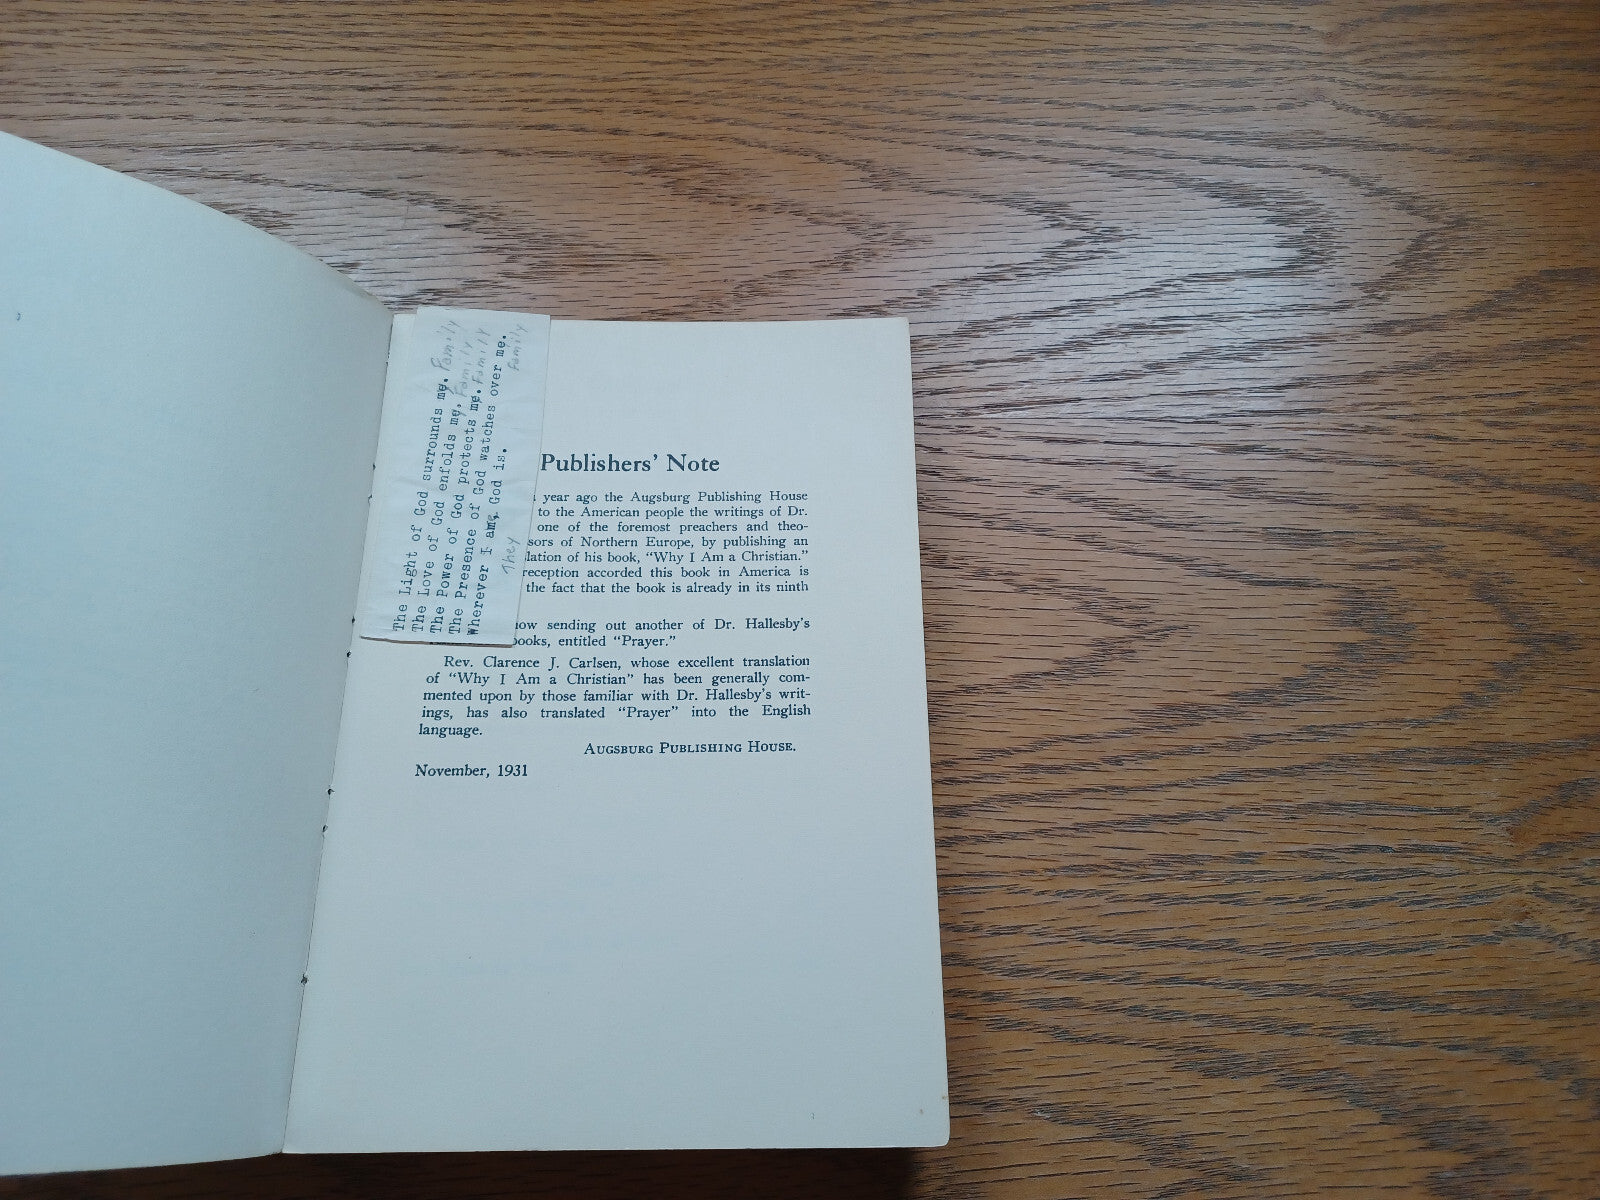 The Light of God surrounds me. Family
The Love of God enfolds me. Family
The Power of God protects me. Family
The Presence of God watches over me.
Family
Wherever I am, God is.
They
Publishers' Note
year ago the Augsburg Publishing House
to the American people the writings of Dr.
one of the foremost preachers and theo-
sors of Northern Europe, by publishing an
lation of his book, "Why I Am a Christian."
reception accorded this book in America is
the fact that the book is already in its ninth
ow sending out another of Dr. Hallesby's
ooks, entitled "Prayer."
Rev. Clarence J. Carlsen, whose excellent translation
of "Why I Am a Christian" has been generally com-
mented upon by those familiar with Dr. Hallesby's writ-
ings, has also translated "Prayer" into the English
language.
Augsburg Publishing House.
November, 1931